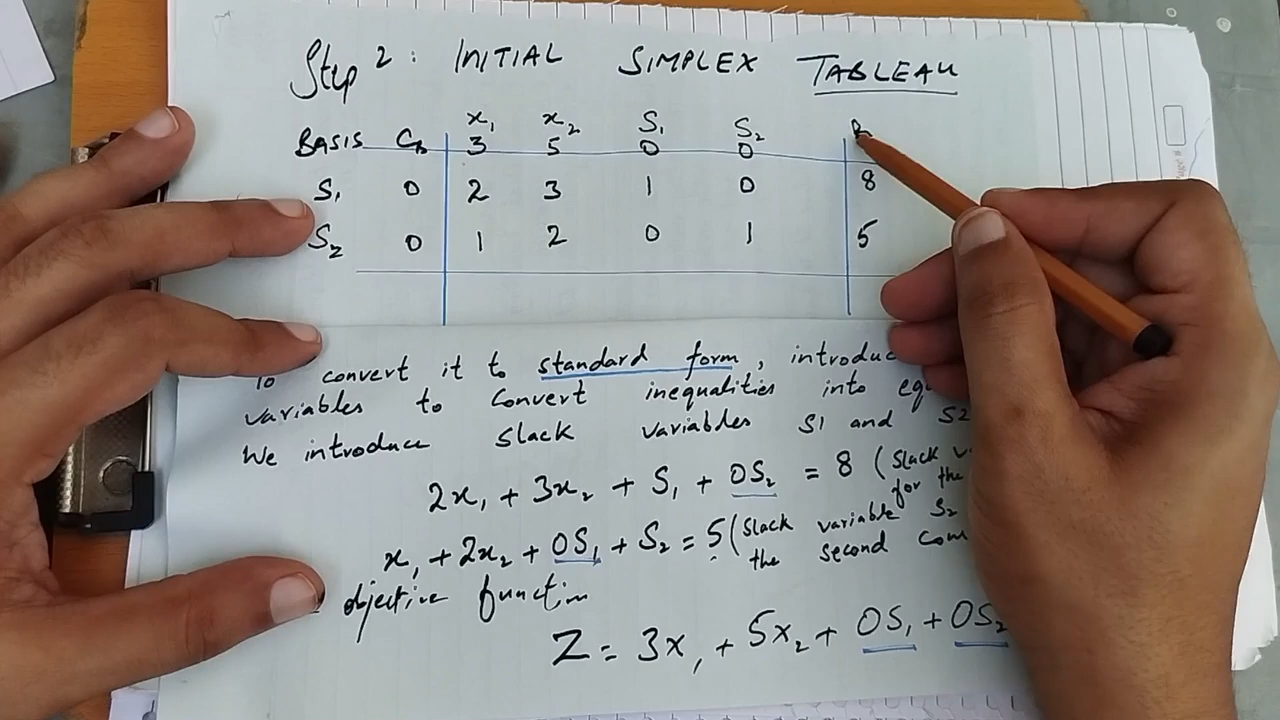 Step 2: INITIAL SIMPLEX TABLEAU
x1 x2 S1 S2
BASIS CB 3 5 0 0
S1 0 2 3 1 0 8
S2 0 1 2 0 1 5
To convert it to standard form, introduc
variables to convert inequalities into eq
We introduce slack variables S1 and S2
2x1 + 3x2 + S1 + 0S2 = 8 (Slack v
for the
x1 + 2x2 + 0S1 + S2 = 5 (Slack variable S2
the second con
objective function
Z = 3x1 + 5x2 + 0S1 + 0S2